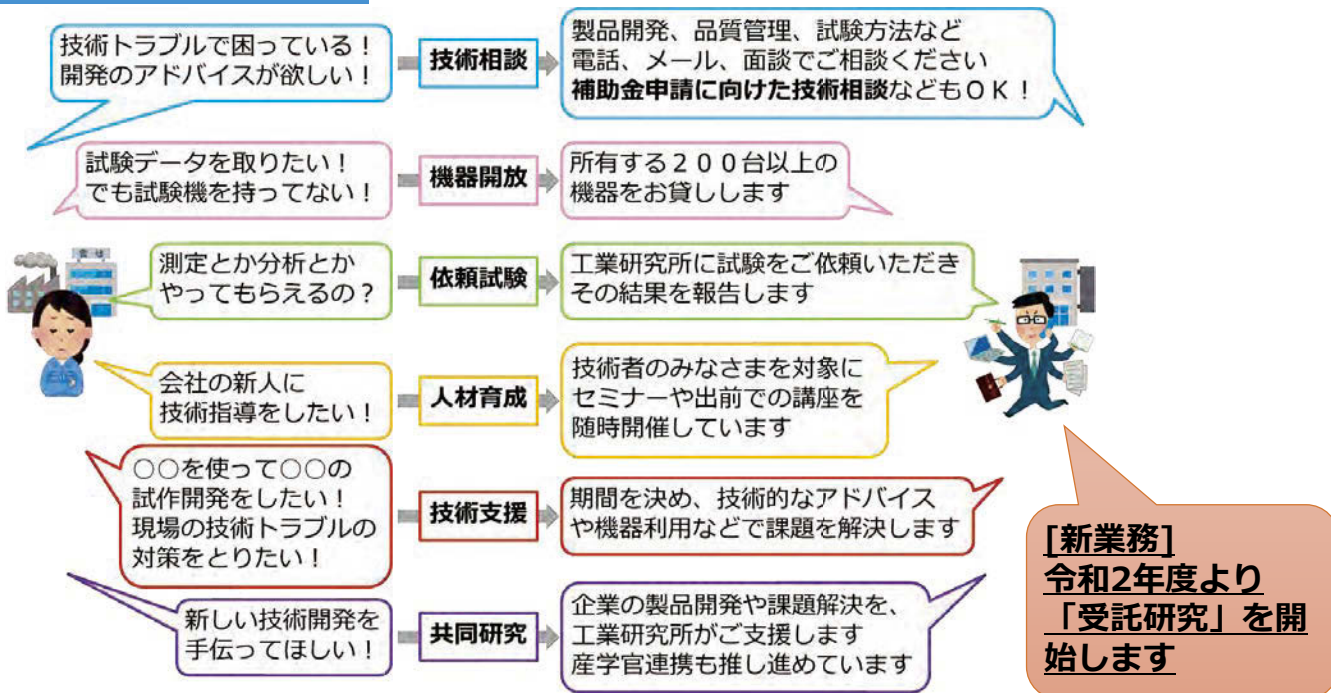 技術トラブルで困っている！
開発のアドバイスが欲しい！
技術相談
製品開発、品質管理、試験方法など
電話、メール、面談でご相談ください
補助金申請に向けた技術相談などもＯＫ！
試験データを取りたい！
でも試験機を持ってない！
機器開放
所有する２００台以上の
機器をお貸しします
測定とか分析とか
やってもらえるの？
依頼試験
工業研究所に試験をご依頼いただき
その結果を報告します
会社の新人に
技術指導をしたい！
人材育成
技術者のみなさまを対象に
セミナーや出前での講座を
随時開催しています
○○を使って○○の
試作開発をしたい！
現場の技術トラブルの
対策をとりたい！
技術支援
期間を決め、技術的なアドバイス
や機器利用などで課題を解決します
新しい技術開発を
手伝ってほしい！
共同研究
企業の製品開発や課題解決を、
工業研究所がご支援します
産学官連携も推し進めています
[新業務]
令和2年度より
「受託研究」を開
始します